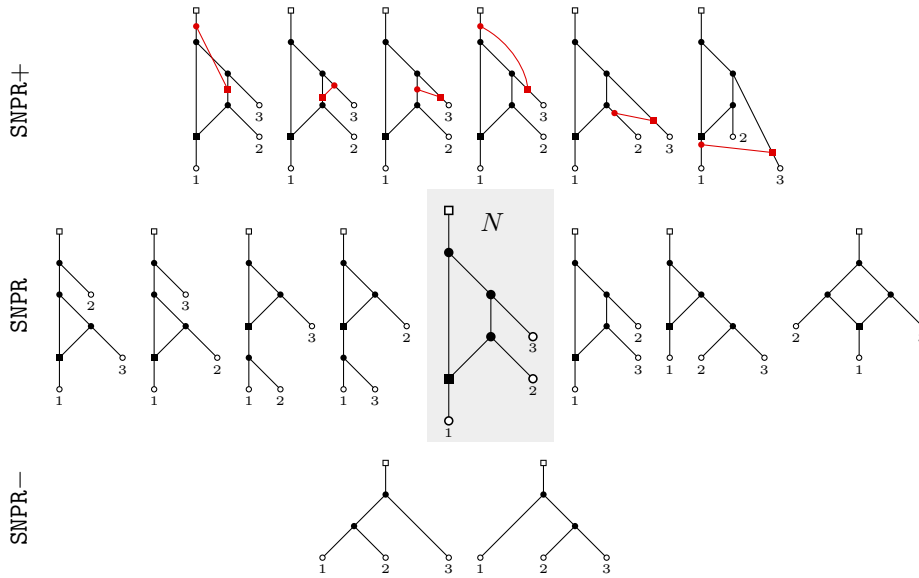 SNPR+
3 3 3 3
2 2 2 2 2 3 2
1 1 1 1 1 1 3
SNPR
N
2 3
3 2 3 2 2
3 2 3 1 2 3 1
1 1 1 2 1 3 2 1
1
SNPR−
1 2 3 1 2 3